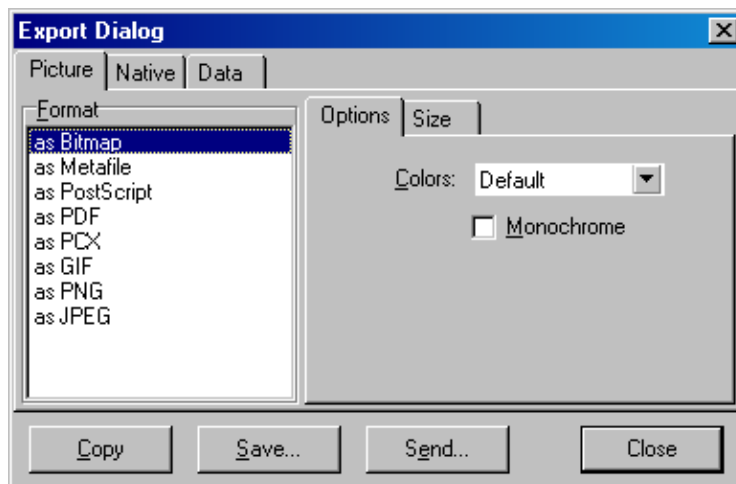 Export Dialog
Picture Native Data
Format
as Bitmap
as Metafile
as PostScript
as PDF
as PCX
as GIF
as PNG
as JPEG
Options Size
Colors: Default
Monochrome
Copy Save... Send... Close